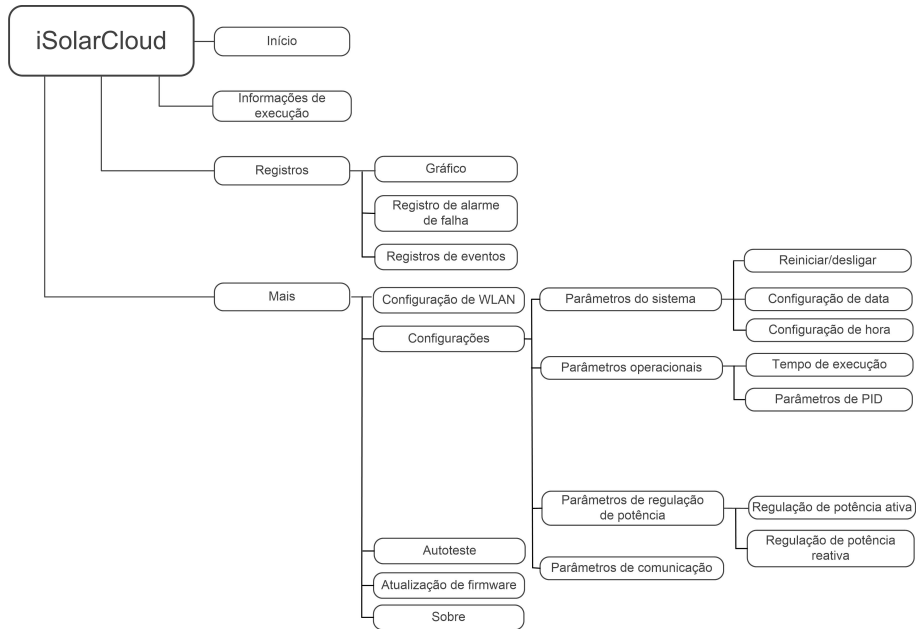 iSolarCloud
Início
Informações de
execução
Registros
Gráfico
Registro de alarme
de falha
Registros de eventos
Mais
Configuração de WLAN
Configurações
Parâmetros do sistema
Reiniciar/desligar
Configuração de data
Configuração de hora
Parâmetros operacionais
Tempo de execução
Parâmetros de PID
Parâmetros de regulação
de potência
Regulação de potência ativa
Regulação de potência
reativa
Parâmetros de comunicação
Autoteste
Atualização de firmware
Sobre